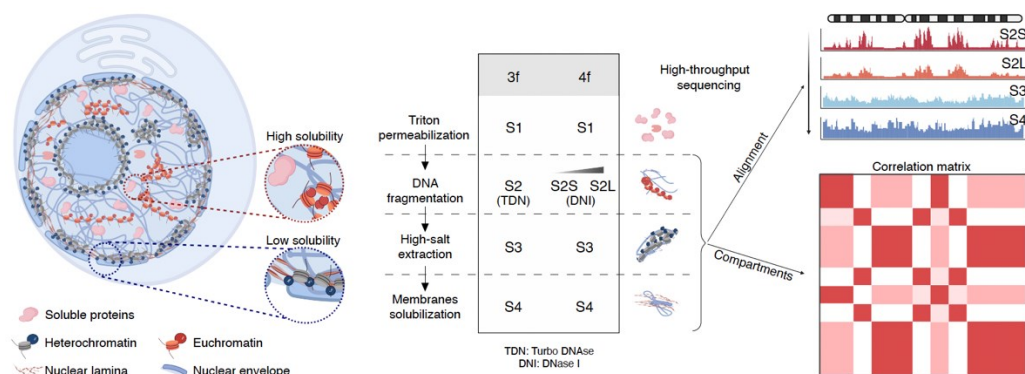 High solubility
Low solubility
Soluble proteins
Heterochromatin
Euchromatin
Nuclear lamina
Nuclear envelope
3f
4f
Triton
permeabilization
S1
S1
DNA
fragmentation
S2
(TDN)
S2S S2L
(DNI)
High-salt
extraction
S3
S3
Membranes
solubilization
S4
S4
TDN: Turbo DNAse
DNI: DNase I
High-throughput
sequencing
Alignment
Compartments
S2S
S2L
S3
S4
Correlation matrix